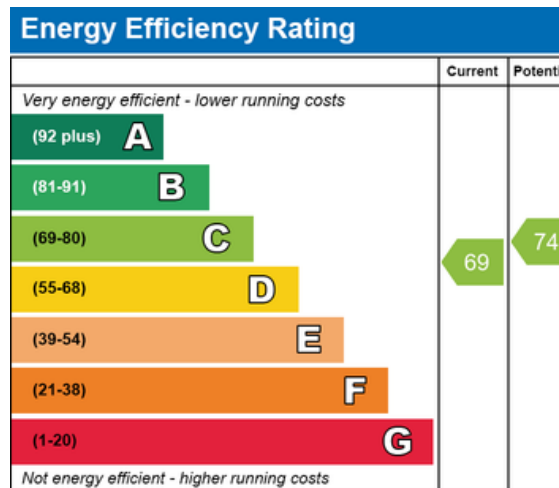 Energy Efficiency Rating
Current Potenti
Very energy efficient - lower running costs
(92 plus) A
(81-91) B
(69-80) C
69
74
(55-68) D
(39-54) E
(21-38) F
(1-20) G
Not energy efficient - higher running costs